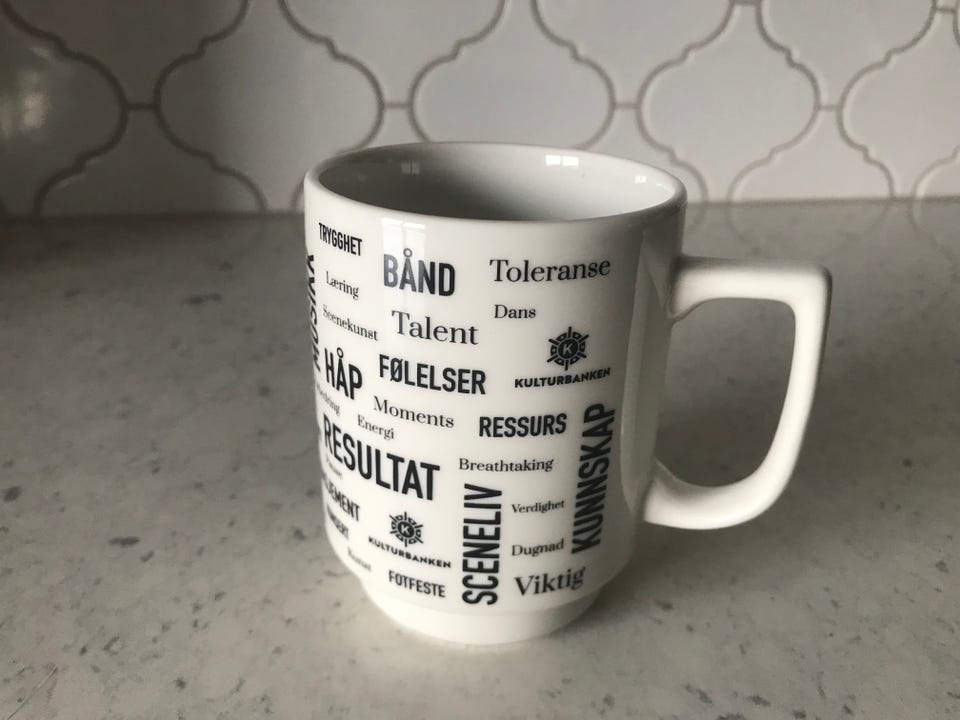 TRYGGHET
BÅND
Toleranse
Læring
Dans
MUSIKK
Scenekunst
Talent
KULTURBANKEN
HÅP
FØLELSER
Moments
RESSURS
Energi
KUNNSKAP
RESULTAT
Breathtaking
SCENELIV
Verdighet
KULTURBANKEN
Dugnad
FOTFESTE
Viktig